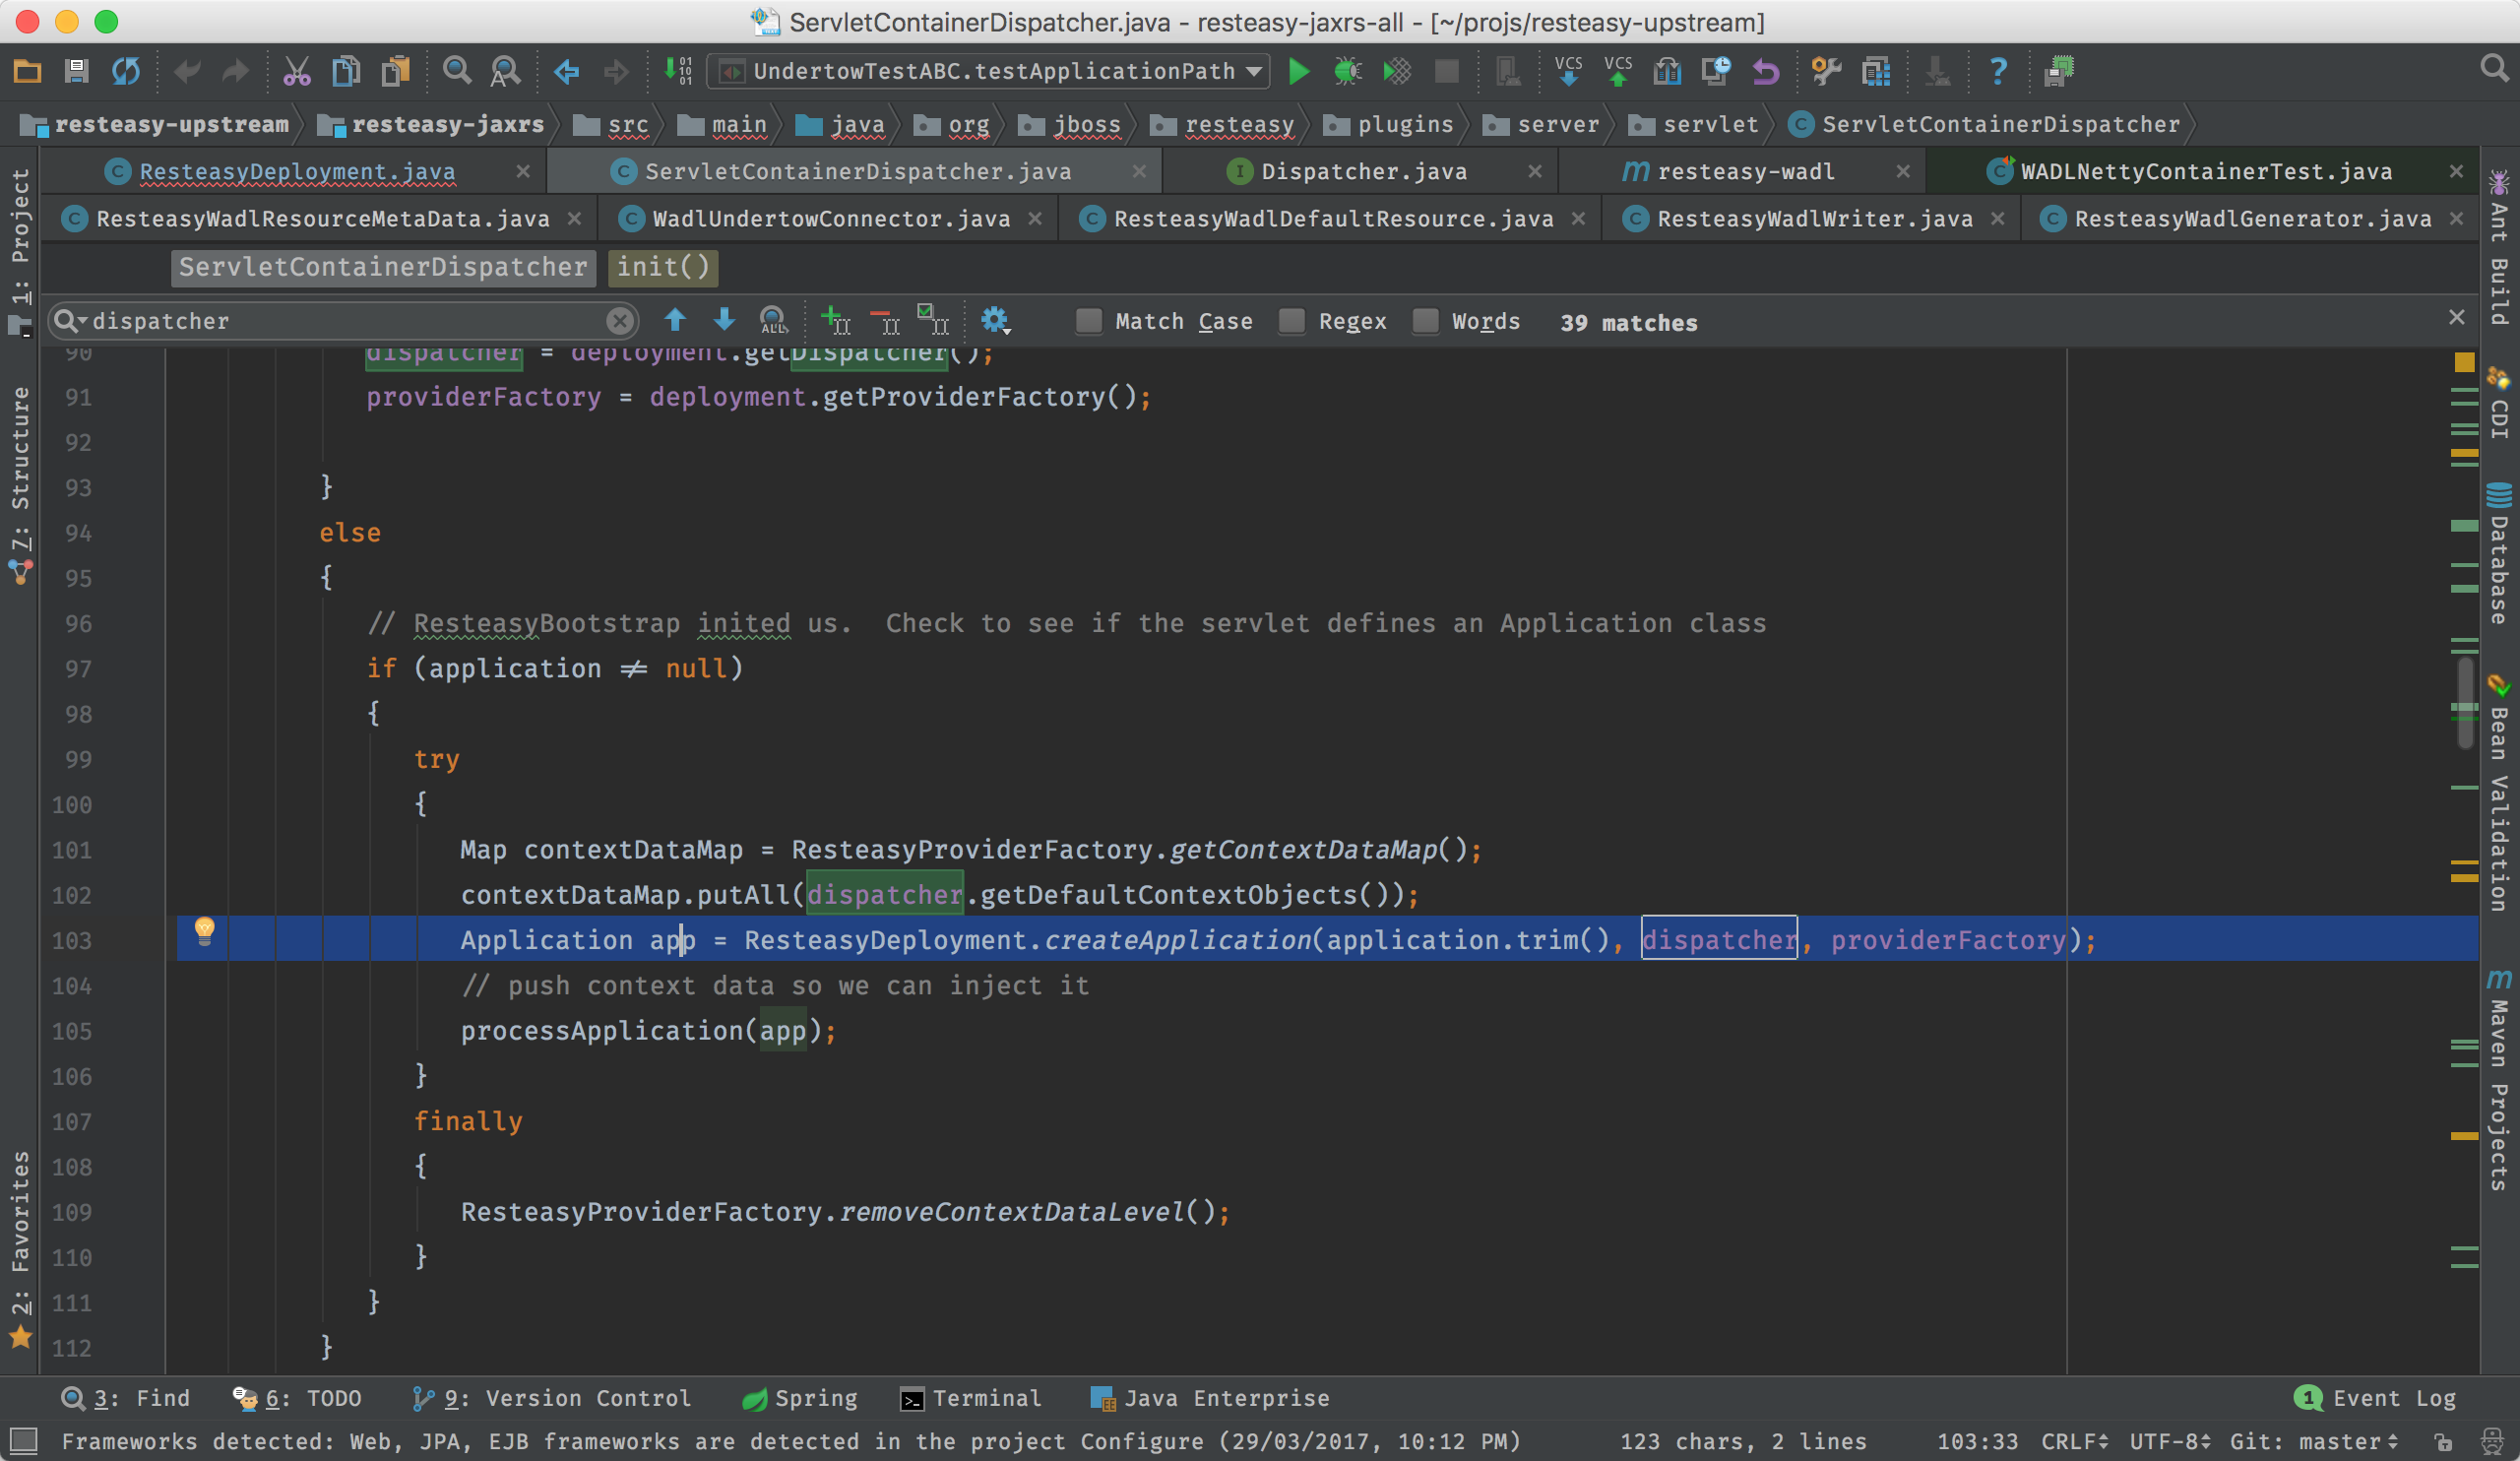 ServletContainerDispatcher.java - resteasy-jaxrs-all - [~/projs/resteasy-upstream]
UndertowTestABC.testApplicationPath
VCS VCS
resteasy-upstream resteasy-jaxrs src main java org jboss resteasy plugins server servlet ServletContainerDispatcher
ResteasyDeployment.java ServletContainerDispatcher.java Dispatcher.java resteasy-wadl WADLNettyContainerTest.java
ResteasyWadlResourceMetaData.java WadlUndertowConnector.java ResteasyWadlDefaultResource.java ResteasyWadlWriter.java ResteasyWadlGenerator.java
ServletContainerDispatcher init()
dispatcher Match Case Regex Words 39 matches
90 dispatcher = deployment.getDispatcher();
91 providerFactory = deployment.getProviderFactory();
92
93 }
94 else
95 {
96 // ResteasyBootstrap inited us.  Check to see if the servlet defines an Application class
97 if (application ≠ null)
98 {
99 try
100 {
101 Map contextDataMap = ResteasyProviderFactory.getContextDataMap();
102 contextDataMap.putAll(dispatcher.getDefaultContextObjects());
103 Application app = ResteasyDeployment.createApplication(application.trim(), dispatcher, providerFactory);
104 // push context data so we can inject it
105 processApplication(app);
106 }
107 finally
108 {
109 ResteasyProviderFactory.removeContextDataLevel();
110 }
111 }
112 }
1: Project
7: Structure
2: Favorites
Ant Build
CDI
Database
Bean Validation
Maven Projects
3: Find 6: TODO 9: Version Control Spring Terminal Java Enterprise 1 Event Log
Frameworks detected: Web, JPA, EJB frameworks are detected in the project Configure (29/03/2017, 10:12 PM) 123 chars, 2 lines 103:33 CRLF UTF-8 Git: master